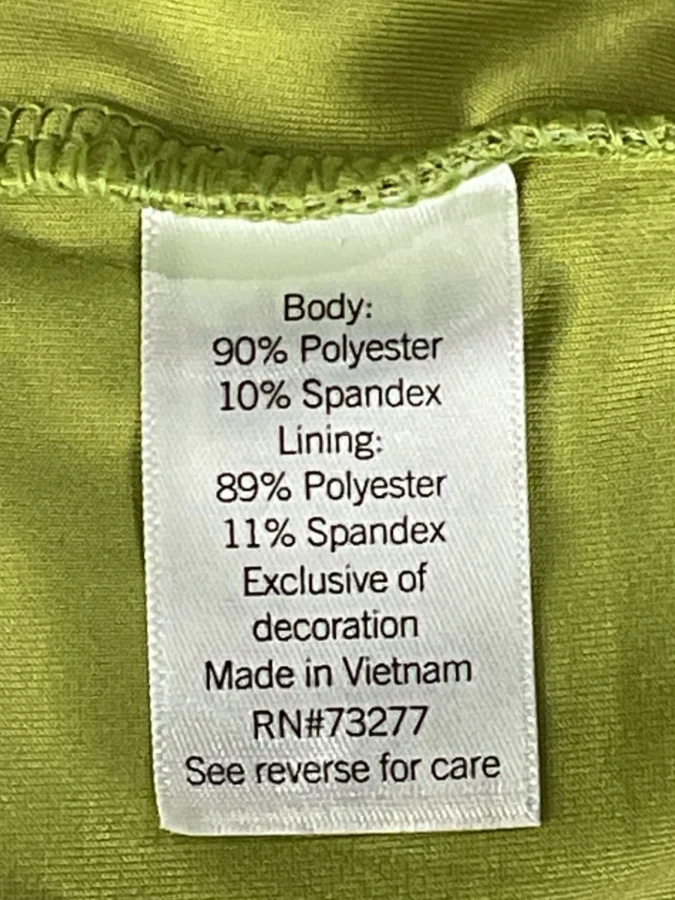 Body:
90% Polyester
10% Spandex
Lining:
89% Polyester
11% Spandex
Exclusive of
decoration
Made in Vietnam
RN#73277
See reverse for care